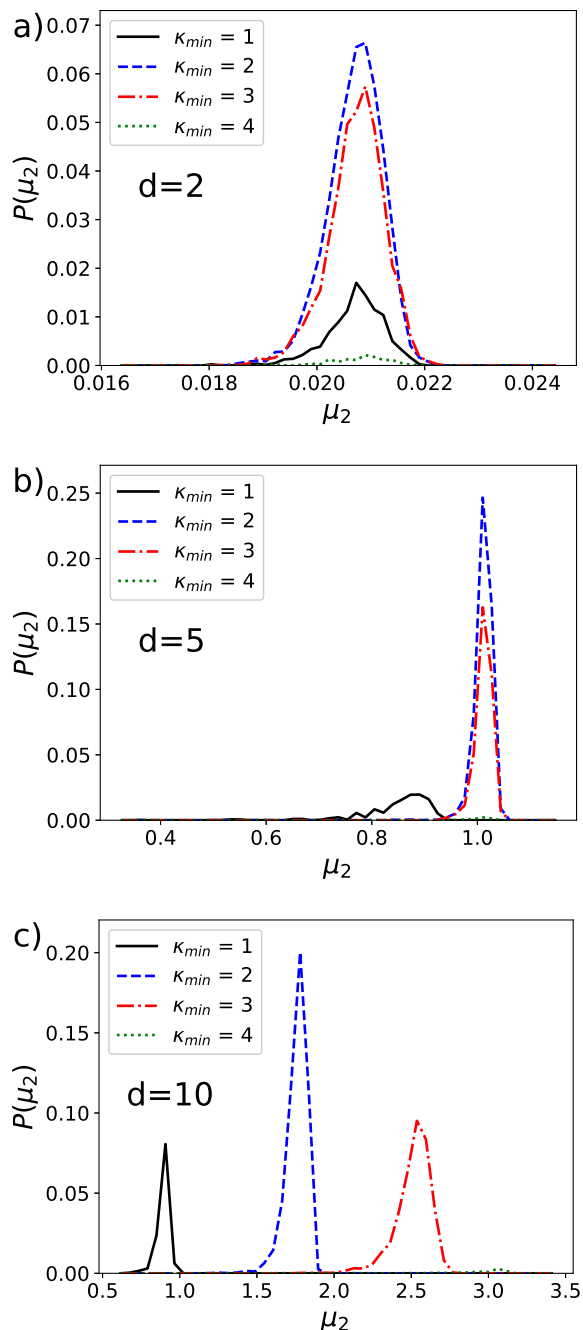 a)
0.07
0.06
0.05
0.04
0.03
0.02
0.01
0.00
P(μ₂)
κmin = 1
κmin = 2
κmin = 3
κmin = 4
d=2
0.016 0.018 0.020 0.022 0.024
μ₂
b)
0.25
0.20
0.15
0.10
0.05
0.00
P(μ₂)
κmin = 1
κmin = 2
κmin = 3
κmin = 4
d=5
0.4 0.6 0.8 1.0
μ₂
c)
0.20
0.15
0.10
0.05
0.00
P(μ₂)
κmin = 1
κmin = 2
κmin = 3
κmin = 4
d=10
0.5 1.0 1.5 2.0 2.5 3.0 3.5
μ₂